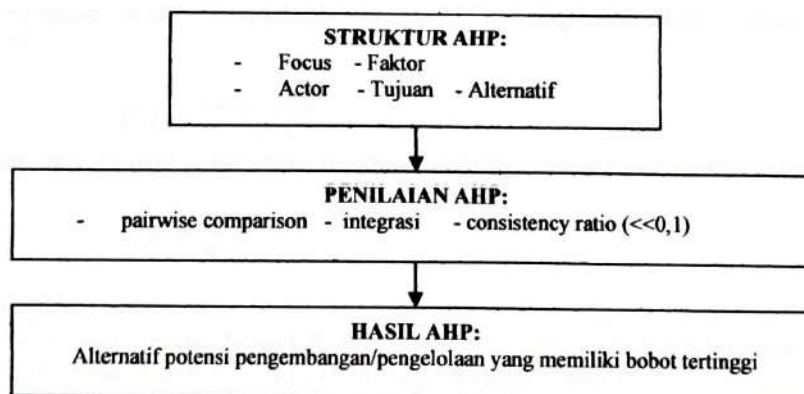 STRUKTUR AHP:
- Focus - Faktor
- Actor - Tujuan - Alternatif
PENILAIAN AHP:
- pairwise comparison - integrasi - consistency ratio (<<0,1)
HASIL AHP:
Alternatif potensi pengembangan/pengelolaan yang memiliki bobot tertinggi